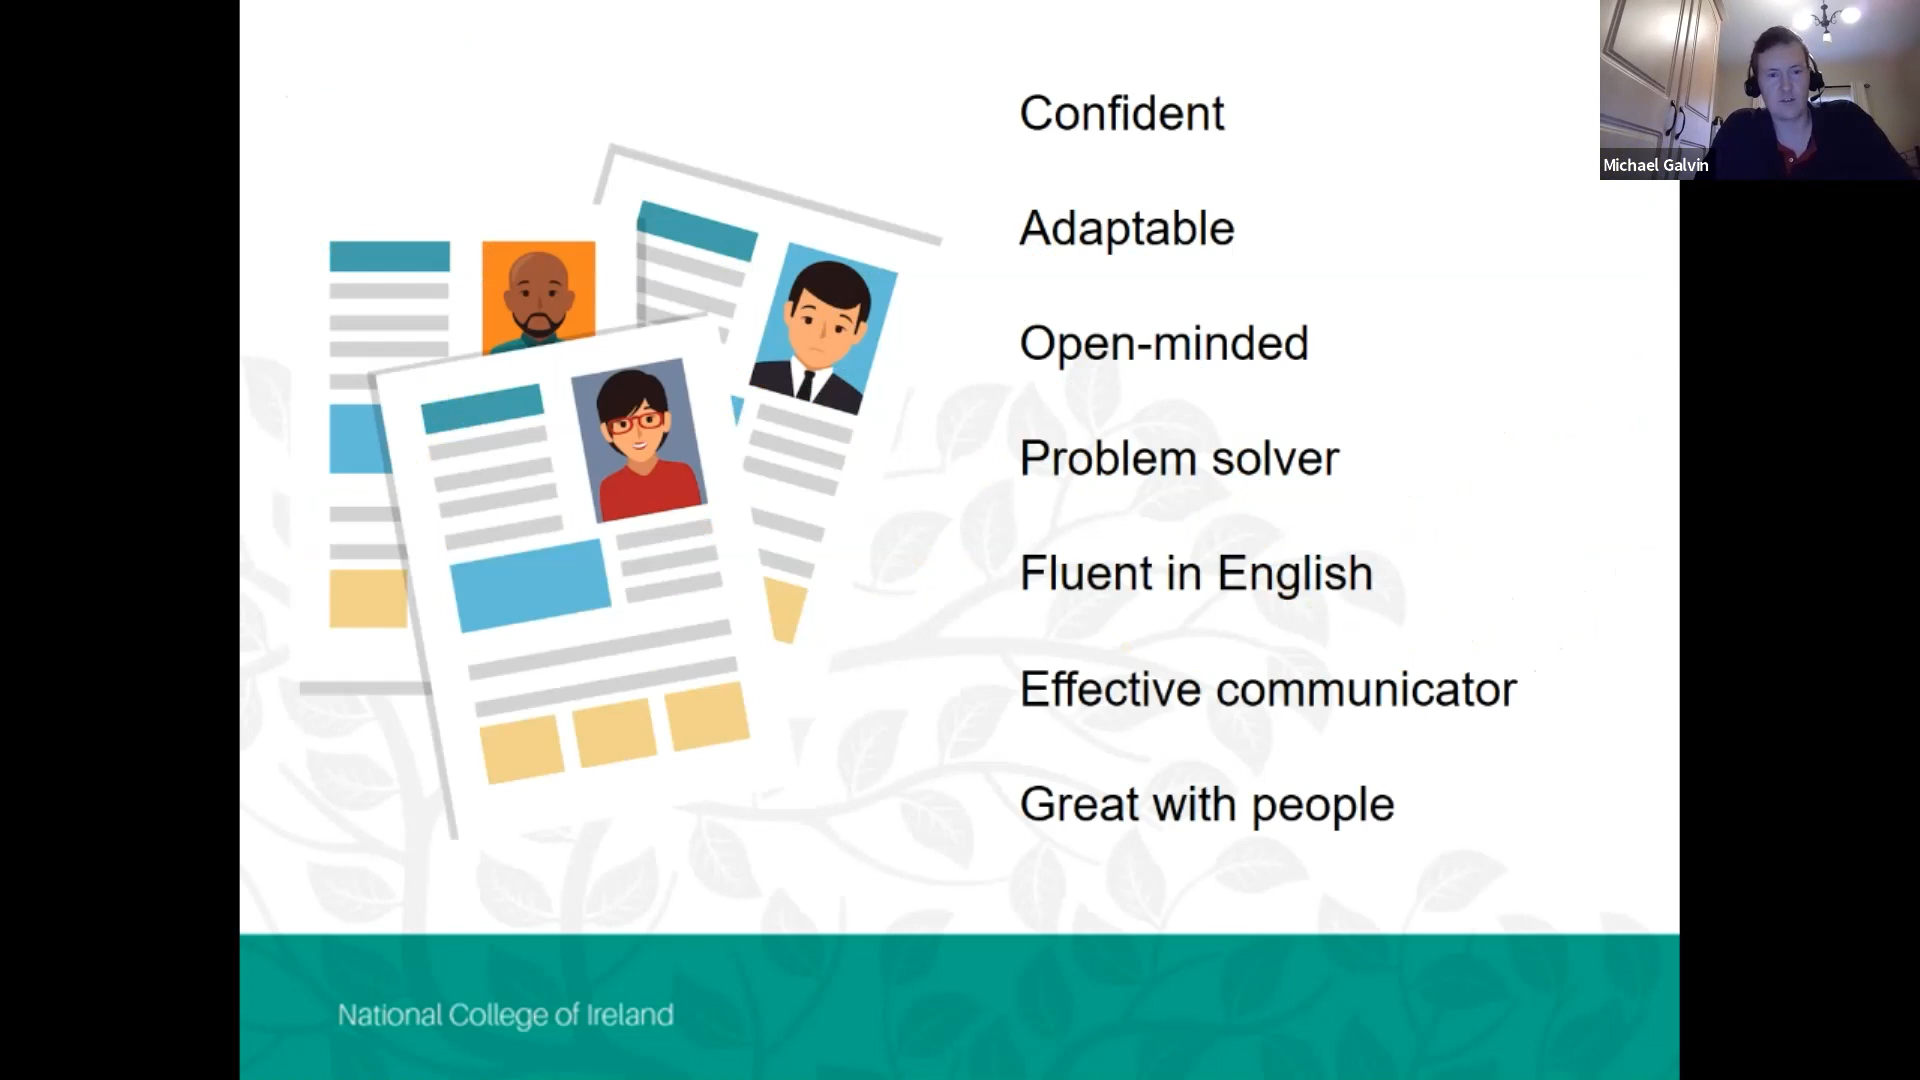 Confident
Adaptable
Open-minded
Problem solver
Fluent in English
Effective communicator
Great with people
Michael Galvin
National College of Ireland